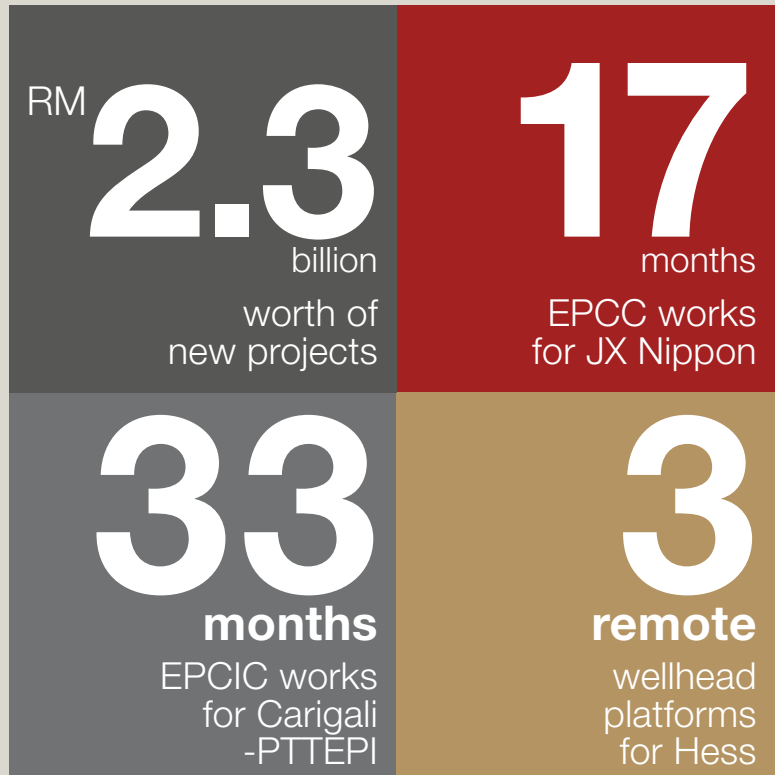 RM 2.3
billion
worth of
new projects
17
months
EPCC works
for JX Nippon
33
months
EPCIC works
for Carigali
-PTTEPI
3
remote
wellhead
platforms
for Hess